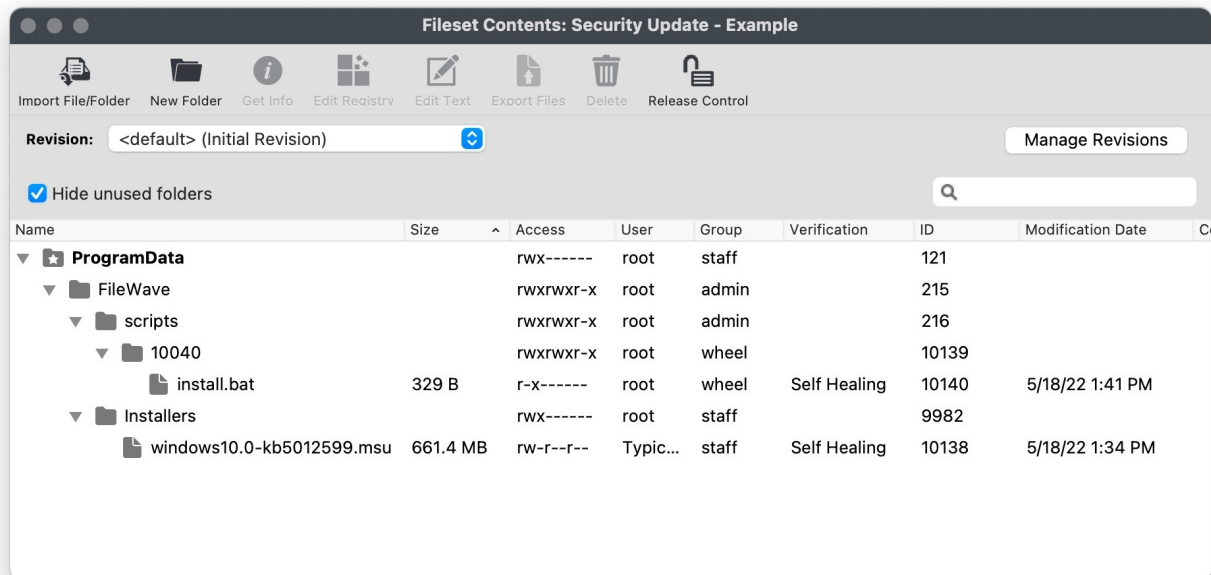 Fileset Contents: Security Update - Example
Import File/Folder New Folder Get Info Edit Registry Edit Text Export Files Delete Release Control
Revision: <default> (Initial Revision) Manage Revisions
Hide unused folders
Name Size Access User Group Verification ID Modification Date
ProgramData rwx------ root staff 121
FileWave rwxrwxr-x root admin 215
scripts rwxrwxr-x root admin 216
10040 rwxrwxr-x root wheel 10139
install.bat 329 B r-x------ root wheel Self Healing 10140 5/18/22 1:41 PM
Installers rwx------ root staff 9982
windows10.0-kb5012599.msu 661.4 MB rw-r--r-- Typic... staff Self Healing 10138 5/18/22 1:34 PM